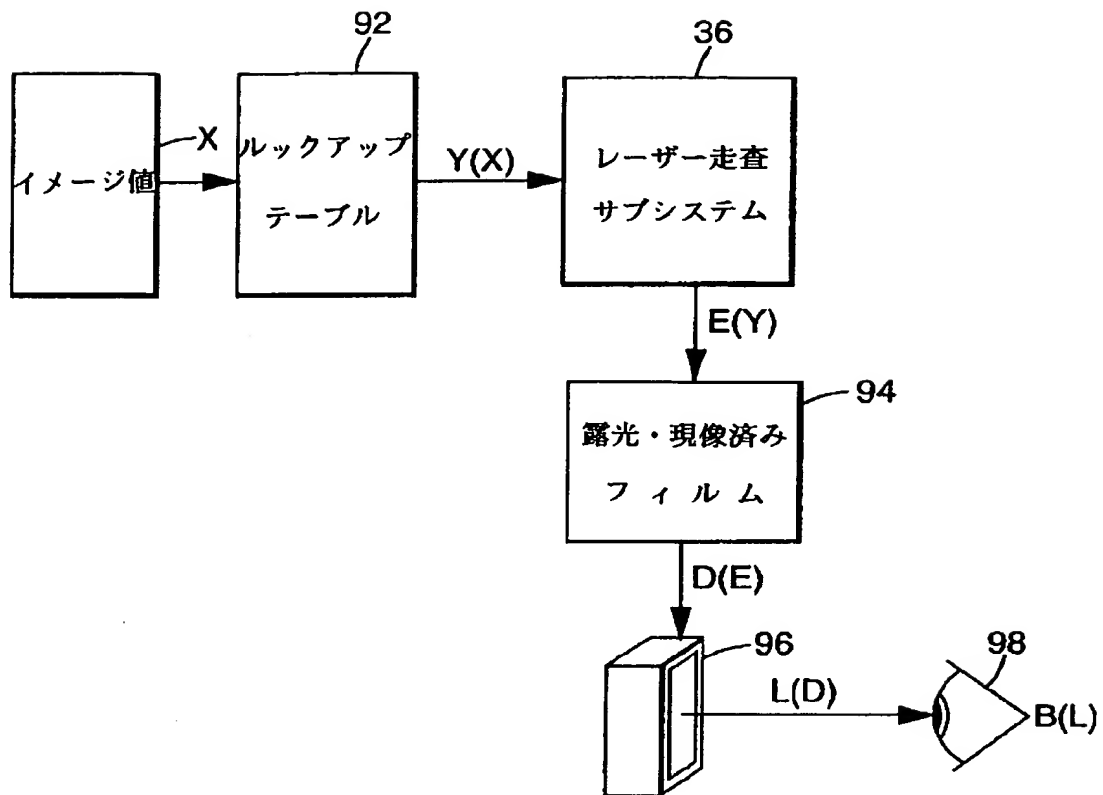 92
36
イメージ値
X
ルックアップ
テーブル
Y(X)
レーザー走査
サブシステム
E(Y)
94
露光・現像済み
フィルム
D(E)
96
L(D)
98
B(L)